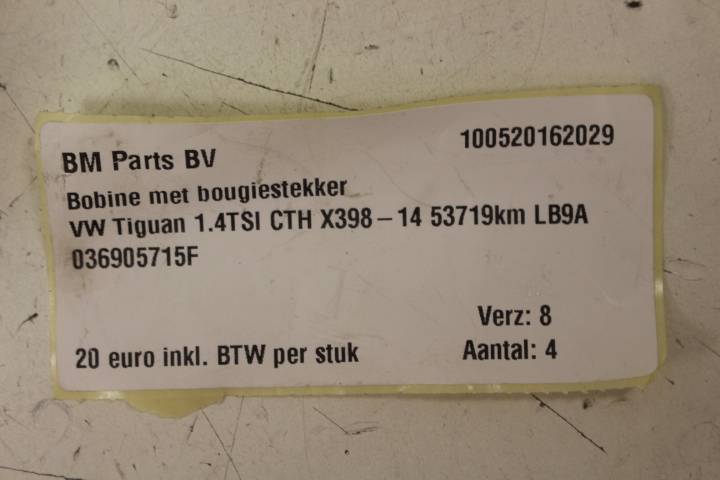 BM Parts BV
100520162029
Bobine met bougiestekker
VW Tiguan 1.4TSI CTH X398-14 53719km LB9A
036905715F
Verz: 8
20 euro inkl. BTW per stuk
Aantal: 4